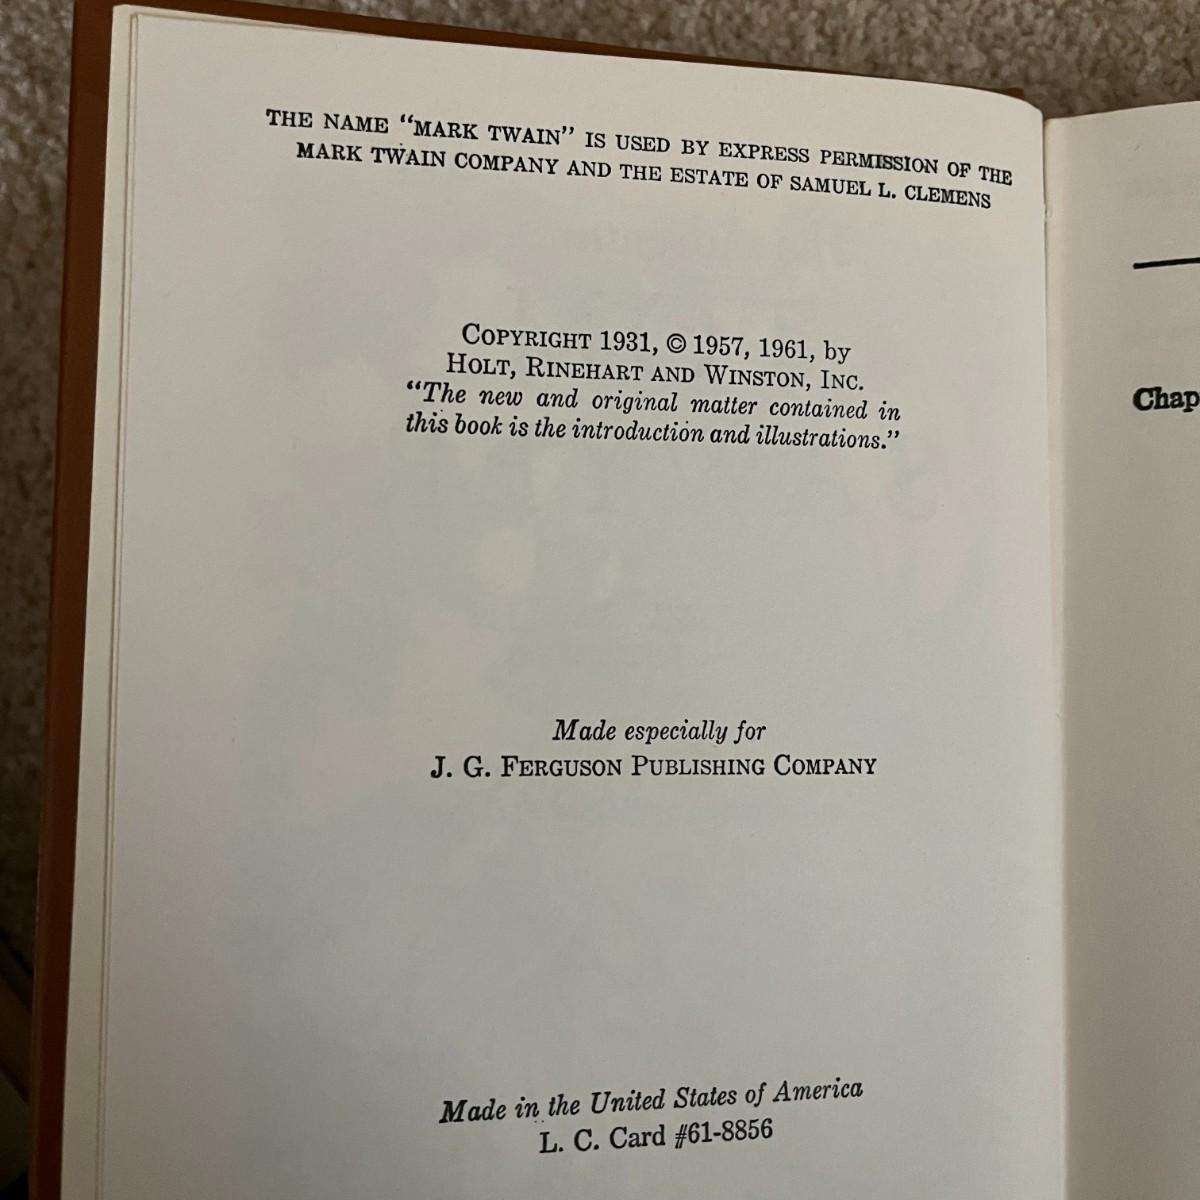 THE NAME “MARK TWAIN” IS USED BY EXPRESS PERMISSION OF THE
MARK TWAIN COMPANY AND THE ESTATE OF SAMUEL L. CLEMENS
COPYRIGHT 1931, © 1957, 1961, by
HOLT, RINEHART AND WINSTON, INC.
“The new and original matter contained in
this book is the introduction and illustrations.”
Made especially for
J. G. FERGUSON PUBLISHING COMPANY
Made in the United States of America
L. C. Card #61-8856
Chap